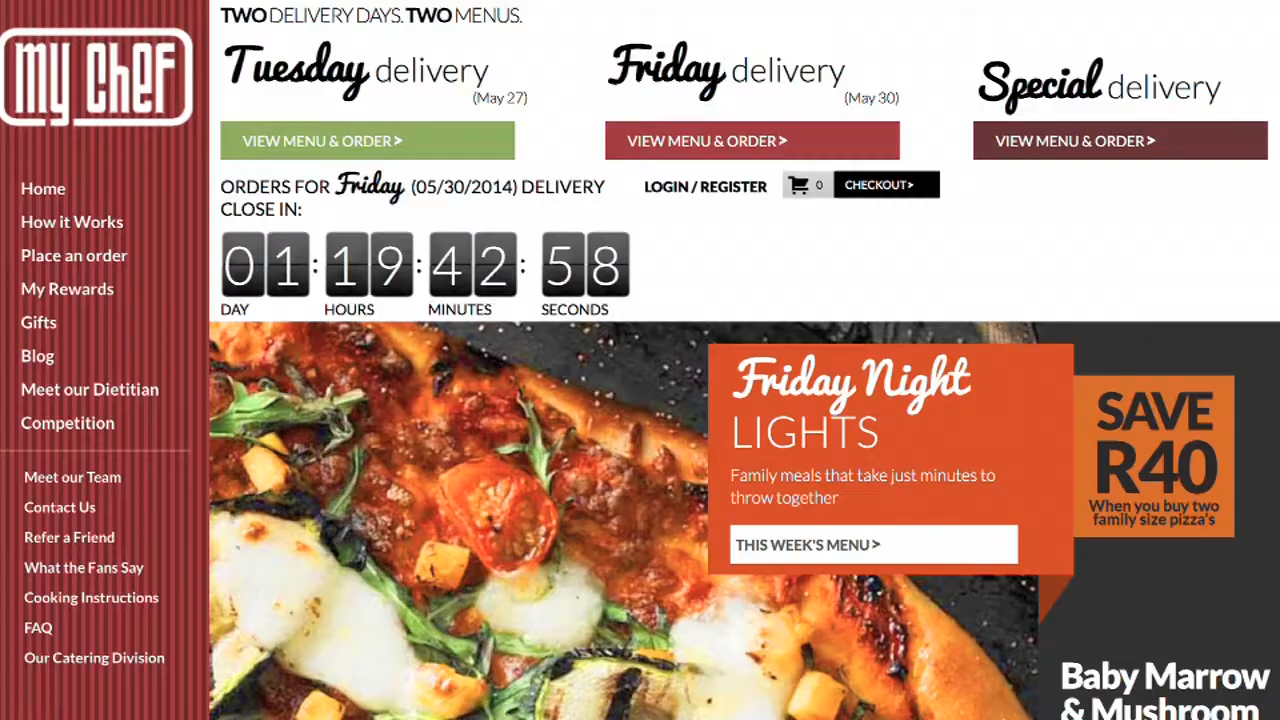 my chef
Home
How it Works
Place an order
My Rewards
Gifts
Blog
Meet our Dietitian
Competition
Meet our Team
Contact Us
Refer a Friend
What the Fans Say
Cooking Instructions
FAQ
Our Catering Division
TWO DELIVERY DAYS. TWO MENUS.
Tuesday delivery
(May 27)
VIEW MENU & ORDER >
Friday delivery
(May 30)
VIEW MENU & ORDER >
Special delivery
VIEW MENU & ORDER >
ORDERS FOR Friday (05/30/2014) DELIVERY
CLOSE IN:
LOGIN / REGISTER
0
CHECKOUT>
01 : 19 : 42 : 58
DAY HOURS MINUTES SECONDS
Friday Night
LIGHTS
Family meals that take just minutes to
throw together
THIS WEEK'S MENU >
SAVE
R40
When you buy two
family size pizza's
Baby Marrow
& Mushroom